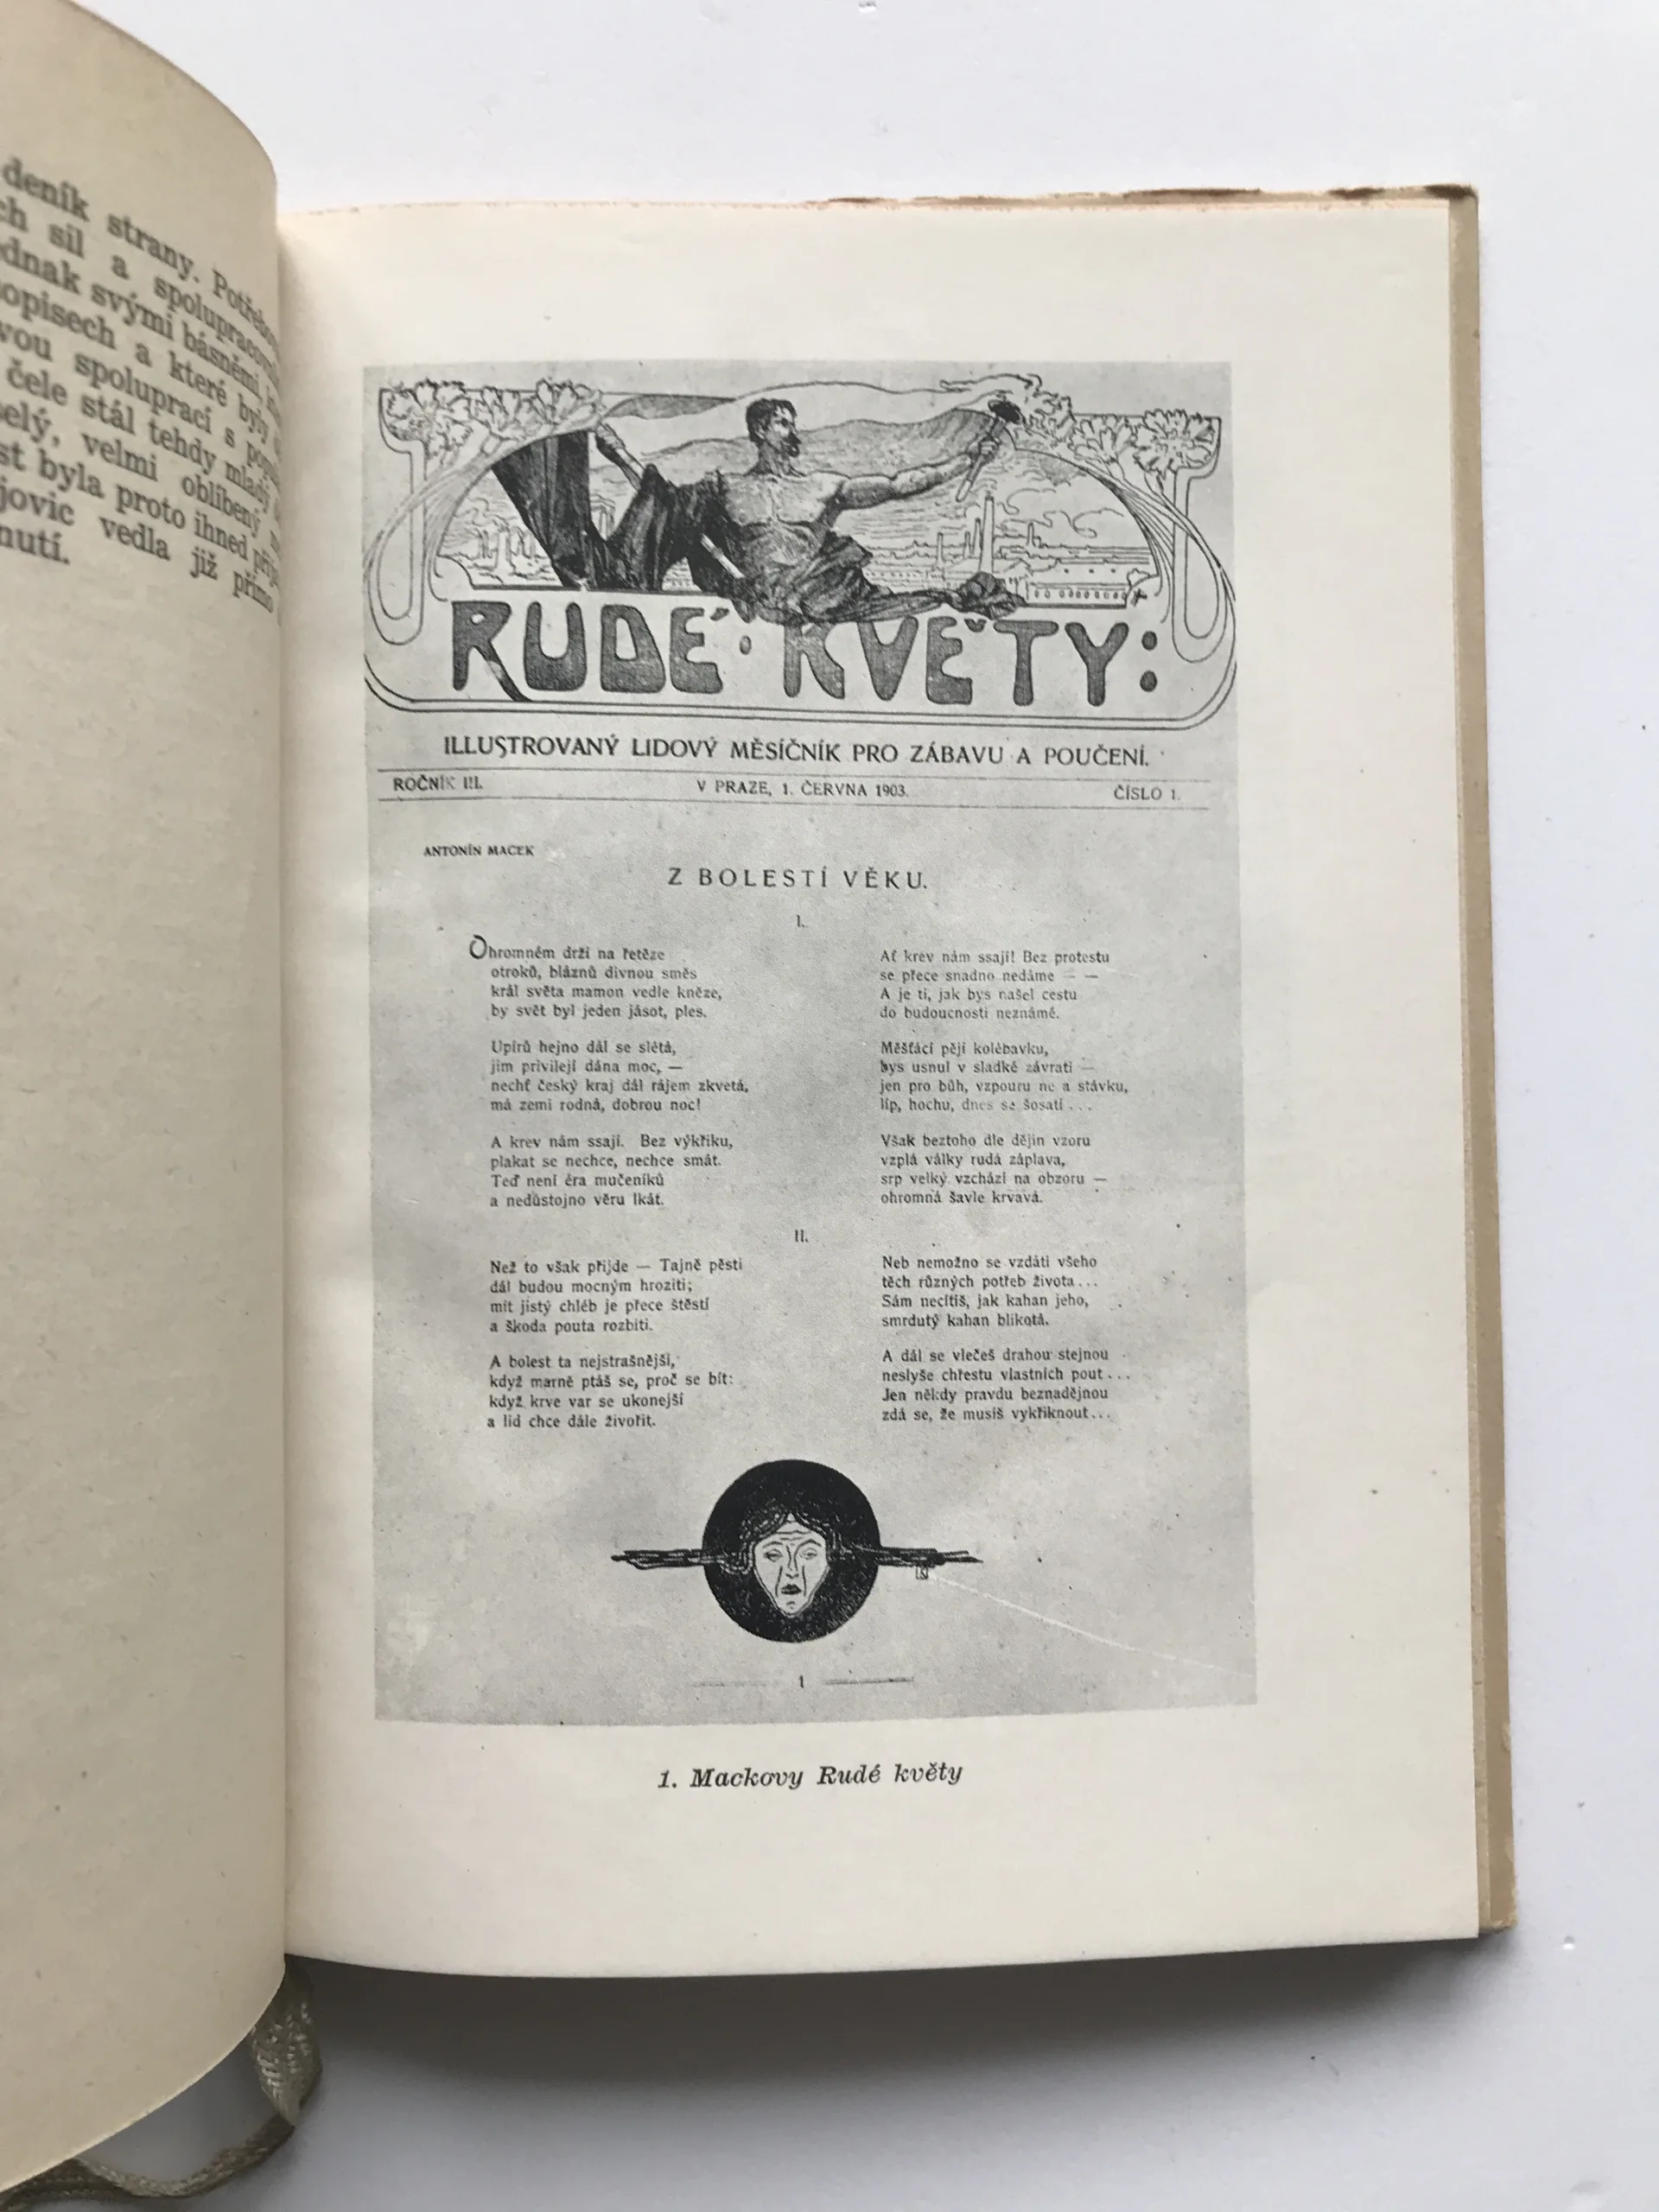 deník strany.
sil a
svými básněmi,
a které byly
spoluprací s
čele stál tehdy mladý
velmi oblíbený
byla proto ihned
vedla již přímo
RUDÉ · KVĚTY:
ILLUSTROVANÝ LIDOVÝ MĚSÍČNÍK PRO ZÁBAVU A POUČENÍ.
ROČNÍK III. V PRAZE, 1. ČERVNA 1903. ČÍSLO 1.
ANTONÍN MACEK
Z BOLESTÍ VĚKU.
I.
Ohromném drží na řetěze
otroků, bláznů divnou směs
král světa mamon vedle kněze,
by svět byl jeden jásot, ples.
Upírů hejno dál se slétá,
jim privilejí dána moc, —
nechť český kraj dál rájem zkvetá,
má zemi rodná, dobrou noc!
A krev nám ssají. Bez výkřiku,
plakat se nechce, nechce smát.
Teď není éra mučeníků
a nedůstojno věru lkát.
Ať krev nám ssají! Bez protestu
se přece snadno nedáme — —
A je ti, jak bys našel cestu
do budoucnosti neznámé.
Měšťáci pějí kolébavku,
bys usnul v sladké závrati —
jen pro bůh, vzpouru ne a stávku,
líp, hochu, dnes se šosati . . .
Však beztoho dle dějin vzoru
vzplá války rudá záplava,
srp velký vzchází na obzoru —
ohromná šavle krvavá.
II.
Než to však přijde — Tajně pěstí
dál budou mocným hroziti;
mít jistý chléb je přece štěstí
a škoda pouta rozbíti.
A bolest ta nejstrašnější,
když marně ptáš se, proč se bít:
když krve var se ukonejší
a lid chce dále živořit.
Neb nemožno se vzdáti všeho
těch různých potřeb života...
Sám necítíš, jak kahan jeho,
smrdutý kahan blikotá.
A dál se vlečeš drahou stejnou
neslyše chřestu vlastních pout...
Jen někdy pravdu beznadějnou
zdá se, že musíš vykřiknout...
1
1. Mackovy Rudé květy